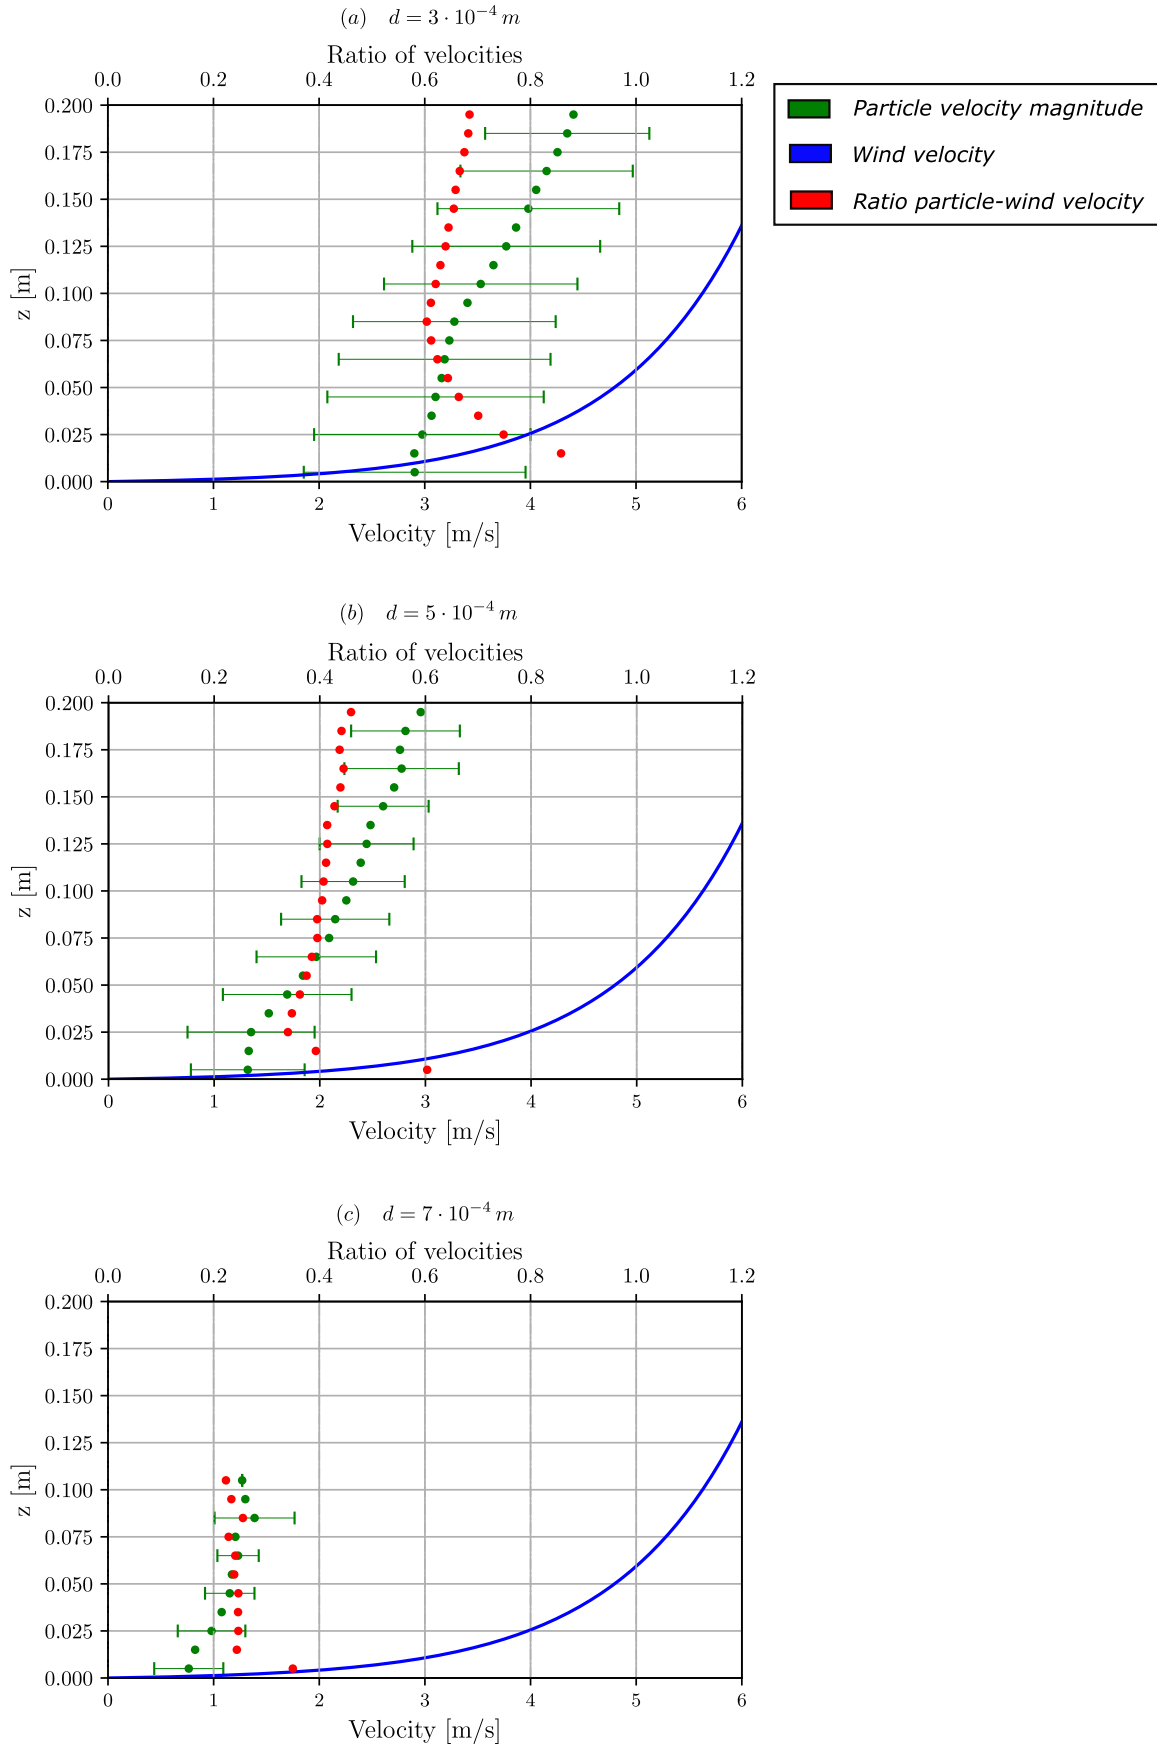 (a) d = 3 · 10⁻⁴ m
Ratio of velocities
0.0 0.2 0.4 0.6 0.8 1.0 1.2
Particle velocity magnitude
Wind velocity
Ratio particle-wind velocity
0.200
0.175
0.150
0.125
0.100
0.075
0.050
0.025
0.000
z [m]
0 1 2 3 4 5 6
Velocity [m/s]
(b) d = 5 · 10⁻⁴ m
Ratio of velocities
0.0 0.2 0.4 0.6 0.8 1.0 1.2
0.200
0.175
0.150
0.125
0.100
0.075
0.050
0.025
0.000
z [m]
0 1 2 3 4 5 6
Velocity [m/s]
(c) d = 7 · 10⁻⁴ m
Ratio of velocities
0.0 0.2 0.4 0.6 0.8 1.0 1.2
0.200
0.175
0.150
0.125
0.100
0.075
0.050
0.025
0.000
z [m]
0 1 2 3 4 5 6
Velocity [m/s]